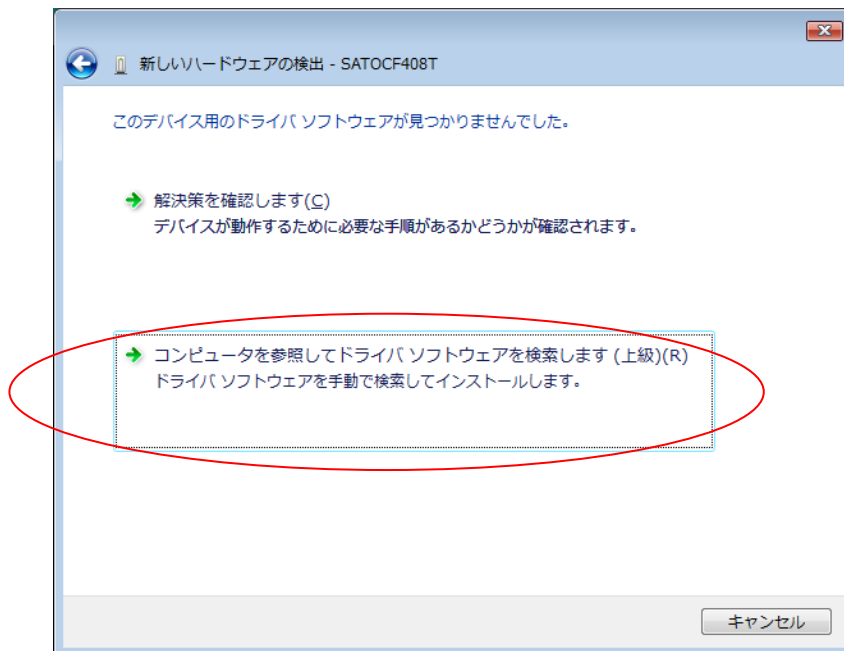 新しいハードウェアの検出 - SATOCF408T
このデバイス用のドライバ ソフトウェアが見つかりませんでした。
解決策を確認します(C)
デバイスが動作するために必要な手順があるかどうかが確認されます。
コンピュータを参照してドライバ ソフトウェアを検索します (上級)(R)
ドライバ ソフトウェアを手動で検索してインストールします。
キャンセル